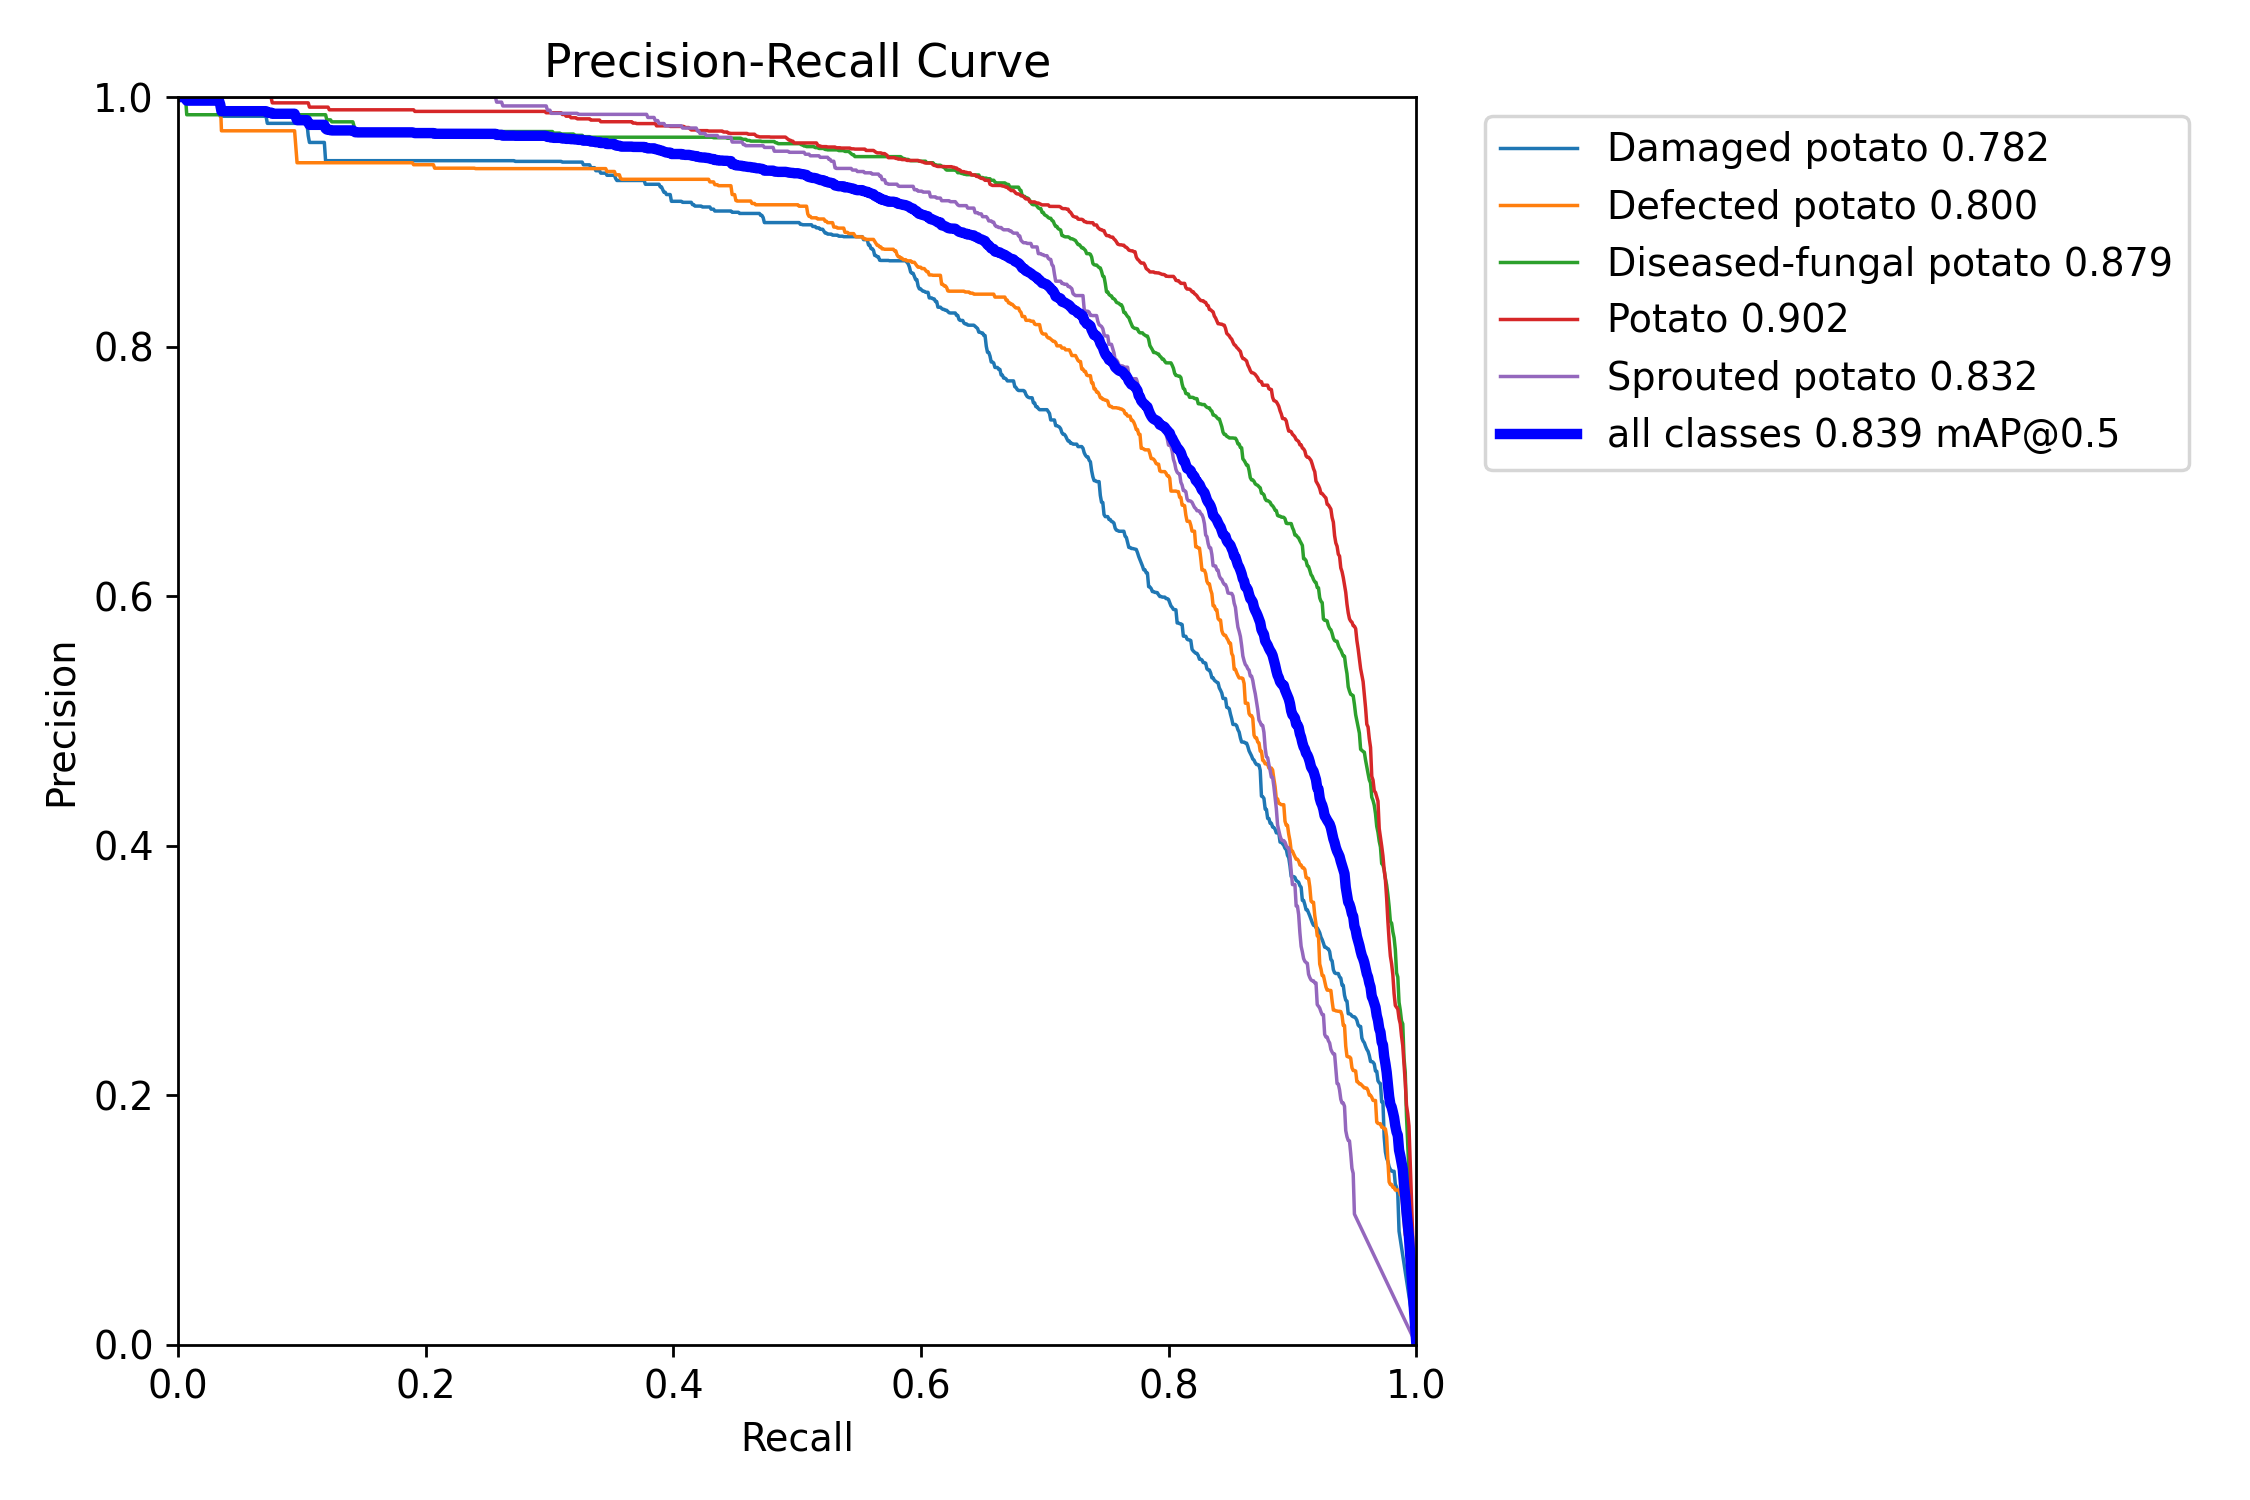 Precision-Recall Curve
1.0
0.8
0.6
0.4
0.2
0.0
Precision
0.0 0.2 0.4 0.6 0.8 1.0
Recall
Damaged potato 0.782
Defected potato 0.800
Diseased-fungal potato 0.879
Potato 0.902
Sprouted potato 0.832
all classes 0.839 mAP@0.5